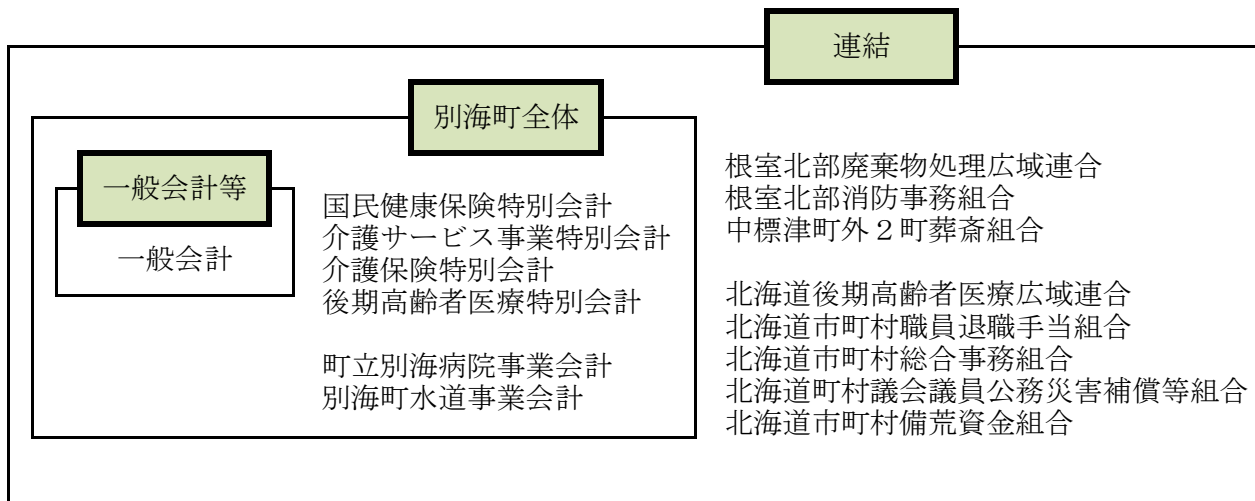 連結
別海町全体
一般会計等
一般会計
国民健康保険特別会計
介護サービス事業特別会計
介護保険特別会計
後期高齢者医療特別会計
町立別海病院事業会計
別海町水道事業会計
根室北部廃棄物処理広域連合
根室北部消防事務組合
中標津町外２町葬斎組合
北海道後期高齢者医療広域連合
北海道市町村職員退職手当組合
北海道市町村総合事務組合
北海道町村議会議員公務災害補償等組合
北海道市町村備荒資金組合